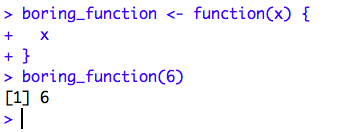 > boring_function <- function(x) {
+   x
+ }
> boring_function(6)
[1] 6
>